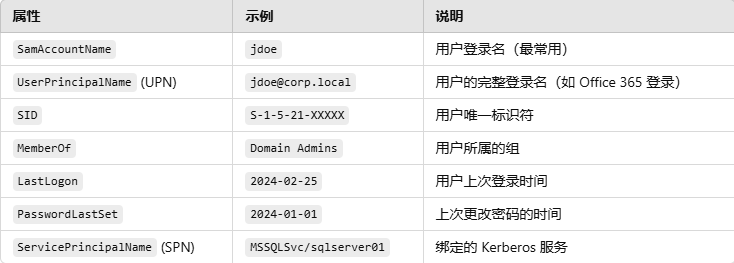 属性 示例 说明
SamAccountName jdoe 用户登录名（最常用）
UserPrincipalName (UPN) jdoe@corp.local 用户的完整登录名（如 Office 365 登录）
SID S-1-5-21-XXXXX 用户唯一标识符
MemberOf Domain Admins 用户所属的组
LastLogon 2024-02-25 用户上次登录时间
PasswordLastSet 2024-01-01 上次更改密码的时间
ServicePrincipalName (SPN) MSSQLSvc/sqlserver01 绑定的 Kerberos 服务